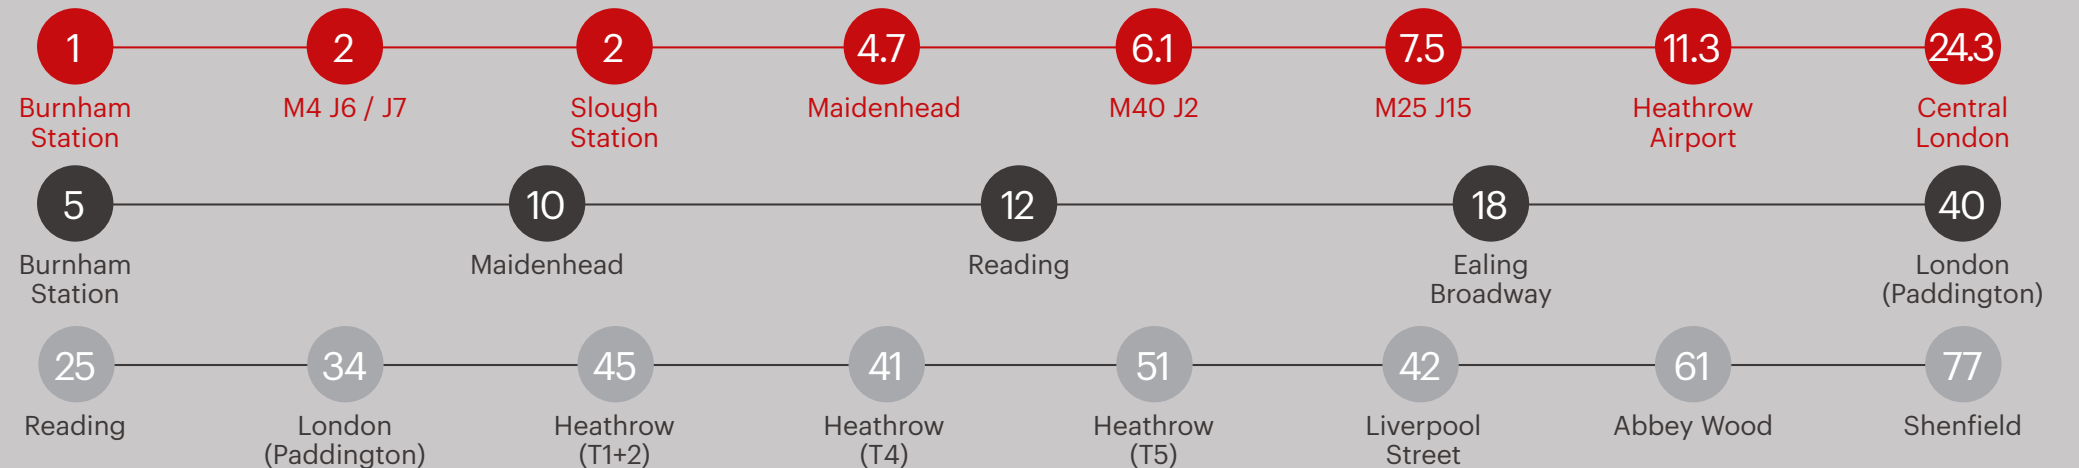 1 2 2 4.7 6.1 7.5 11.3 24.3
Burnham M4 J6 / J7 Slough Maidenhead M40 J2 M25 J15 Heathrow Central
Station Station Airport London
5 10 12 18 40
Burnham Maidenhead Reading Ealing London
Station Broadway (Paddington)
25 34 45 41 51 42 61 77
Reading London Heathrow Heathrow Heathrow Liverpool Abbey Wood Shenfield
(Paddington) (T1+2) (T4) (T5) Street